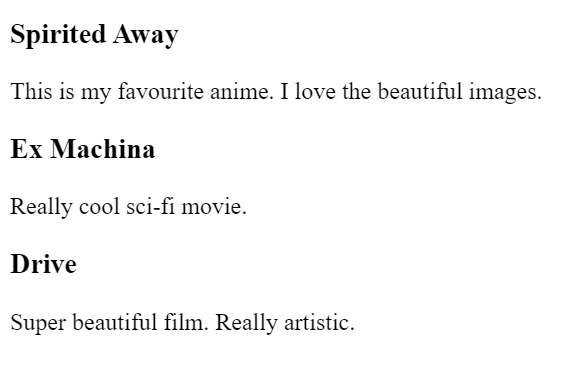 Spirited Away
This is my favourite anime. I love the beautiful images.
Ex Machina
Really cool sci-fi movie.
Drive
Super beautiful film. Really artistic.